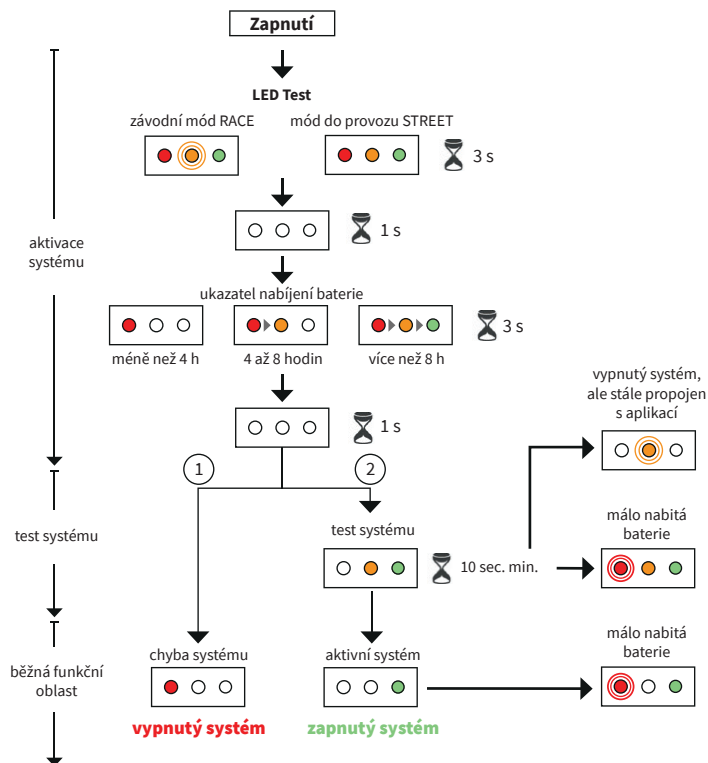 Zapnutí
LED Test
závodní mód RACE
mód do provozu STREET
3 s
1 s
aktivace
systému
ukazatel nabíjení baterie
3 s
méně než 4 h
4 až 8 hodin
více než 8 h
vypnutý systém,
ale stále propojen
s aplikací
1 s
1
2
test systému
test systému
10 sec. min.
málo nabitá
baterie
běžná funkční
oblast
chyba systému
aktivní systém
málo nabitá
baterie
vypnutý systém
zapnutý systém